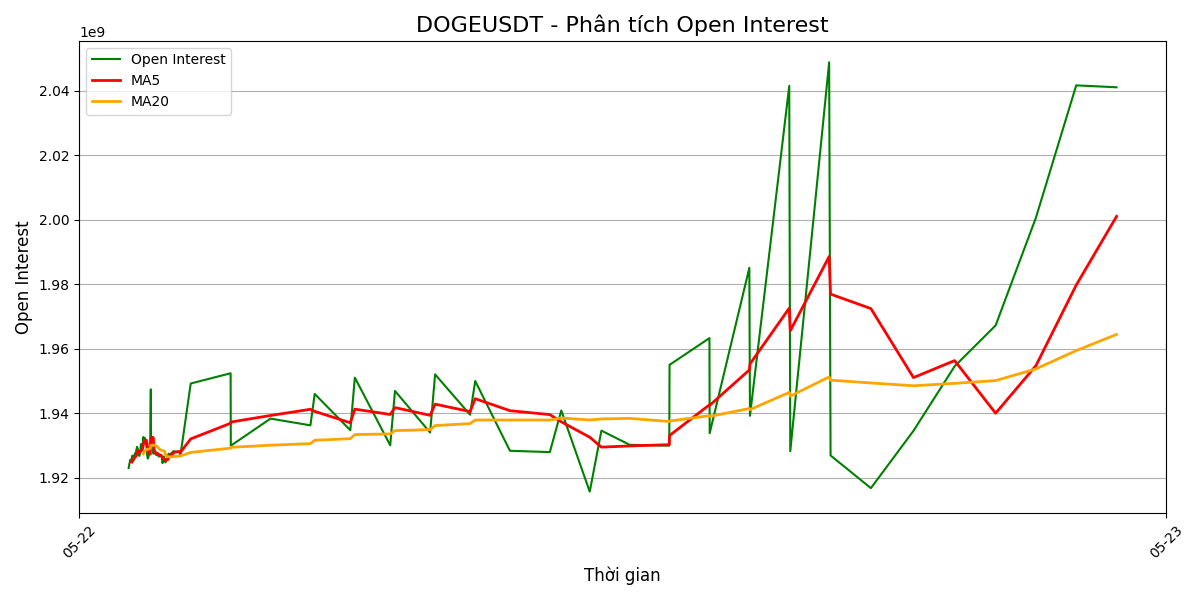 DOGEUSDT - Phân tích Open Interest
1e9
Open Interest
MA5
MA20
2.04
2.02
2.00
1.98
1.96
1.94
1.92
Open Interest
05-22
05-23
Thời gian